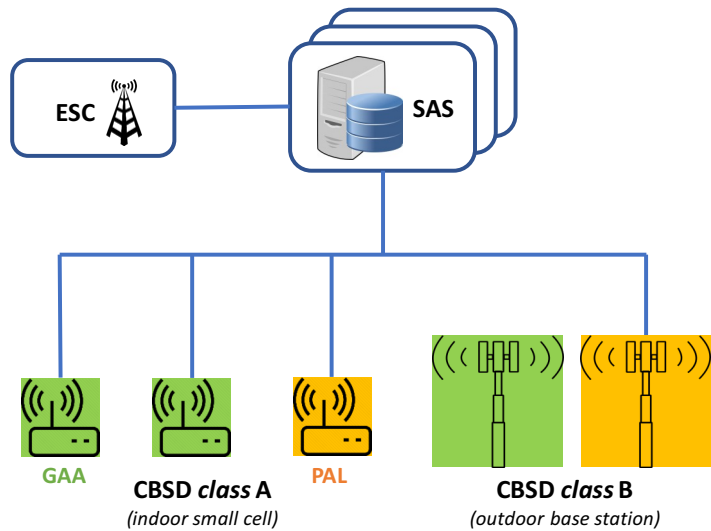 ESC
SAS
GAA
PAL
CBSD class A
(indoor small cell)
CBSD class B
(outdoor base station)